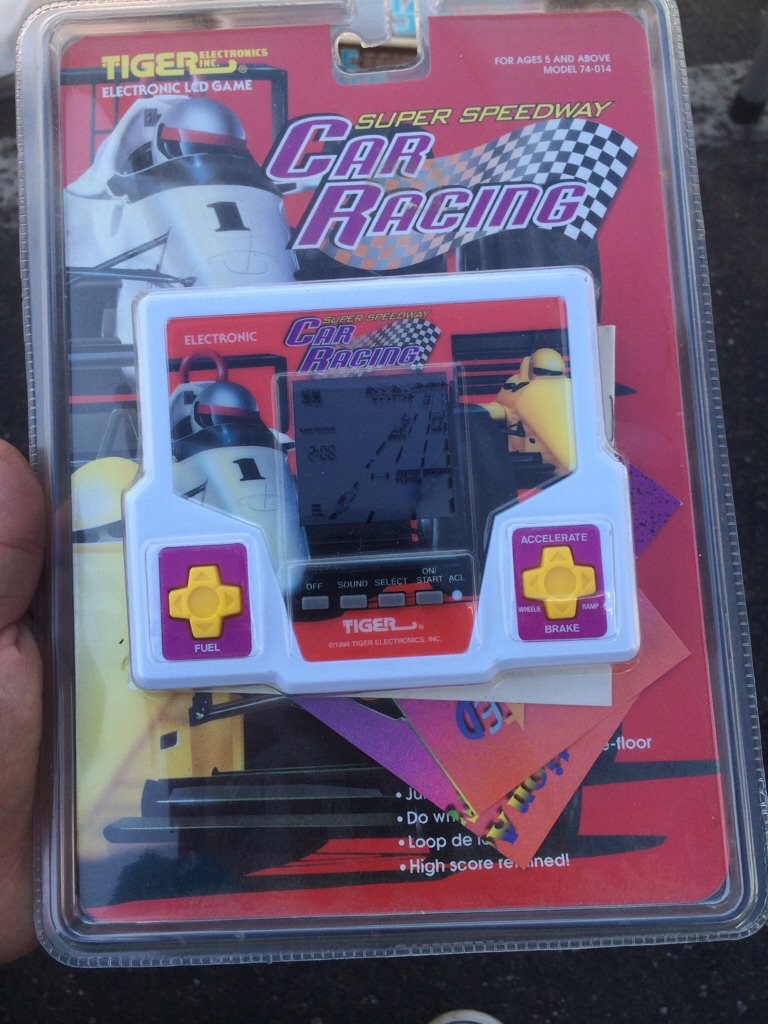 TIGER ELECTRONICS INC. ®
ELECTRONIC LCD GAME
FOR AGES 5 AND ABOVE
MODEL 74-014
SUPER SPEEDWAY
CAR
RACING
1
ELECTRONIC
SUPER SPEEDWAY
CAR
RACING
1
2:08
OFF SOUND SELECT ON/START ACL
TIGER ®
©1994 TIGER ELECTRONICS, INC.
FUEL
ACCELERATE
WHEELIE RAMP
BRAKE
-floor
• Do
• Loop de
• High score